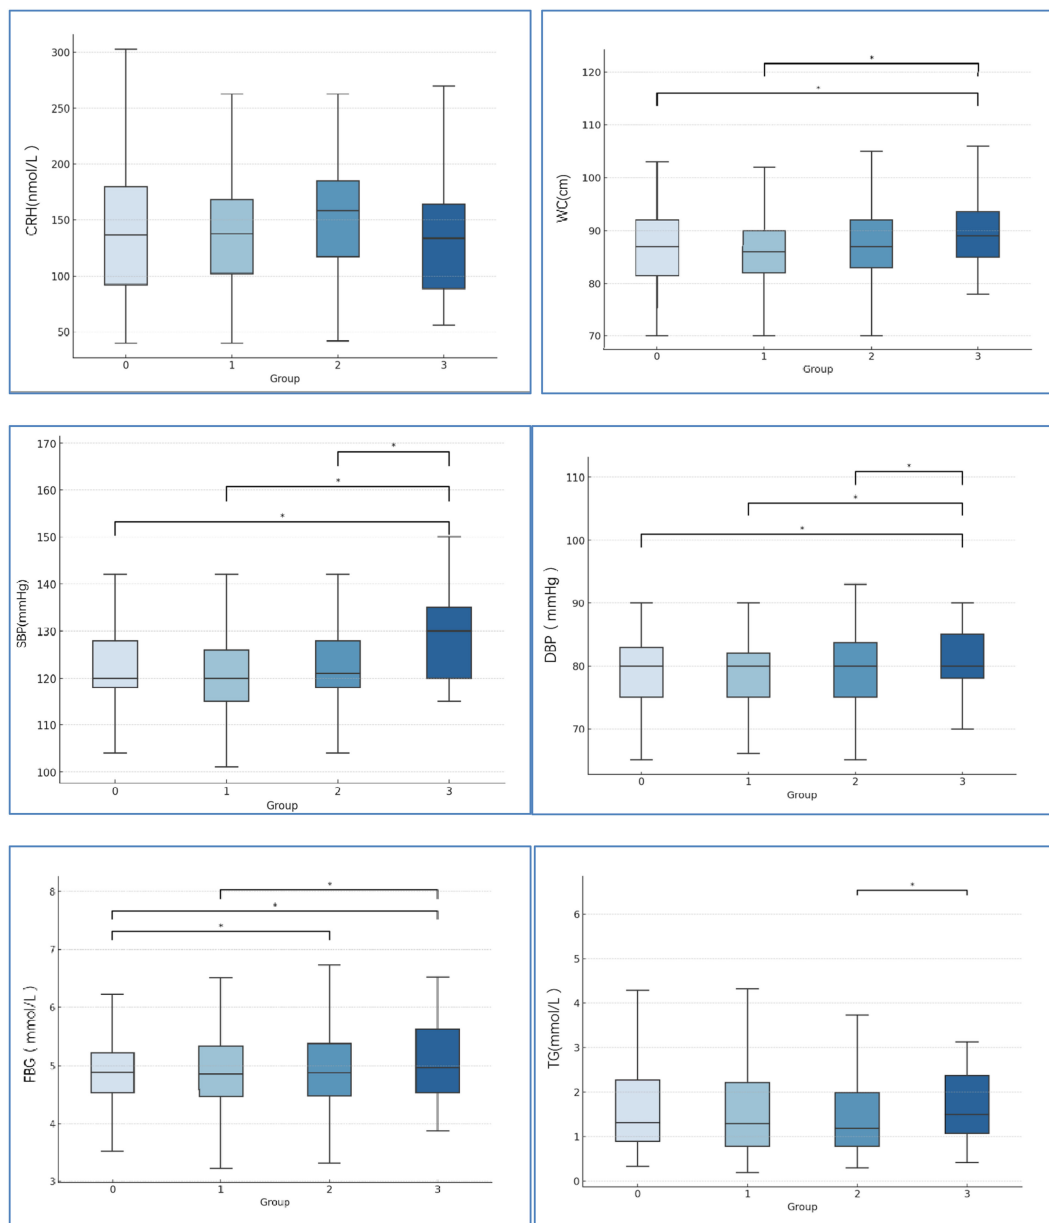 CRH(nmol/L)
300
250
200
150
100
50
0 1 2 3
Group
WC(cm)
120
110
100
90
80
70
* 
*
0 1 2 3
Group
SBP(mmHg)
170
160
150
140
130
120
110
100
*
*
*
0 1 2 3
Group
DBP ( mmHg )
110
100
90
80
70
*
*
*
0 1 2 3
Group
FBG ( mmol/L )
8
7
6
5
4
3
*
*
*
0 1 2 3
Group
TG(mmol/L )
6
5
4
3
2
1
0
*
0 1 2 3
Group